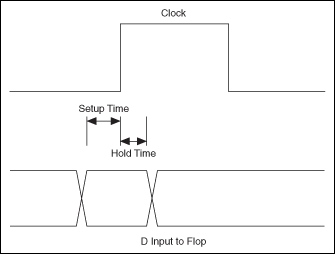 Clock
Setup Time
Hold Time
D Input to Flop